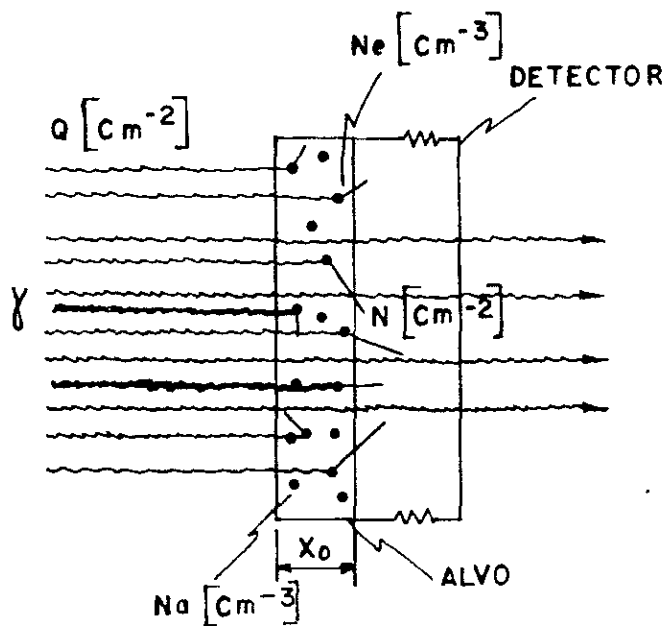 Ne [Cm⁻³]
DETECTOR
Q [Cm⁻²]
γ
N [Cm⁻²]
X₀
ALVO
Na [Cm⁻³]